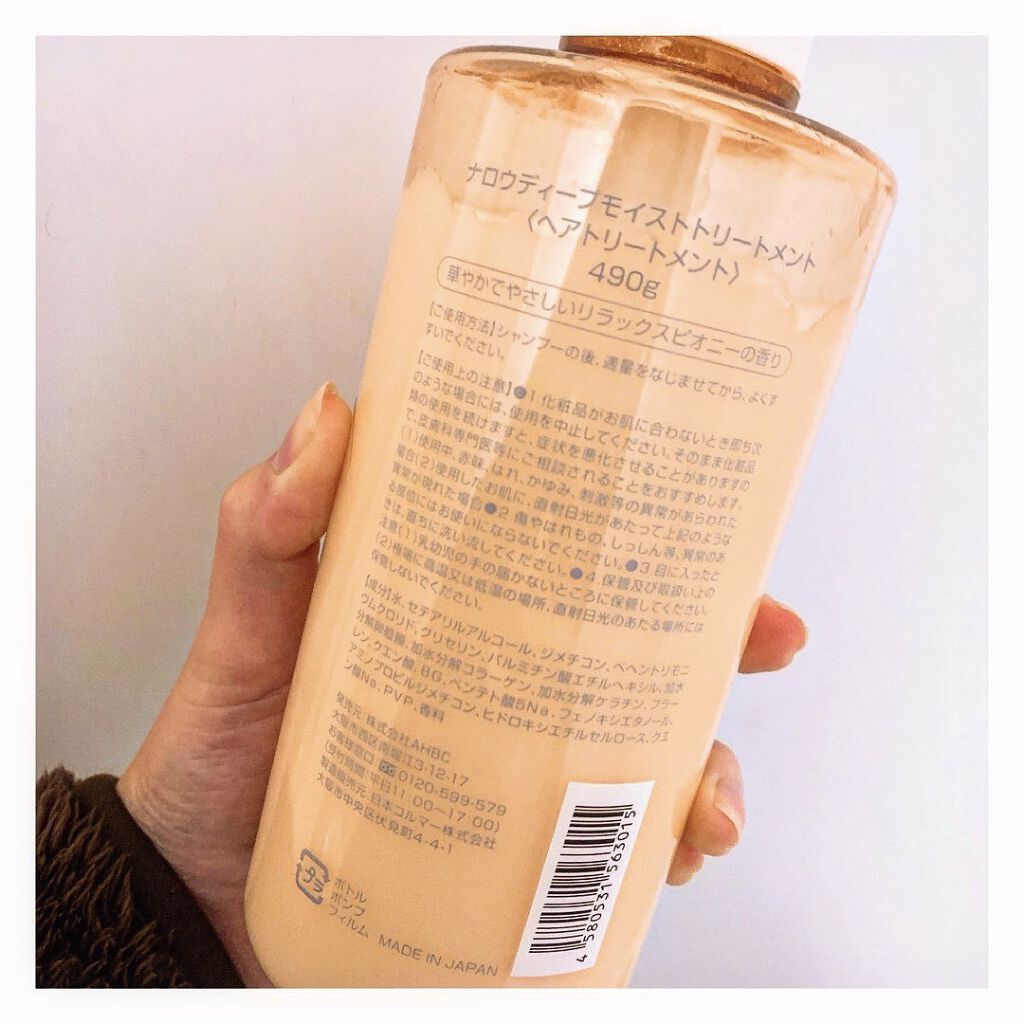 ナロウディープモイストトリートメント
〈ヘアトリートメント〉
490g
華やかでやさしいリラックスピオニーの香り
【ご使用方法】シャンプーの後、適量をなじませてから、よくす
すいでください。
【ご使用上の注意】●1.化粧品がお肌に合わないとき即ち次
のような場合には、使用を中止してください。そのまま化粧品
類の使用を続けますと、症状を悪化させることがありますの
で、皮膚科専門医等にご相談されることをおすすめします。
(1)使用中、赤味、はれ、かゆみ、刺激等の異常があらわれた
場合(2)使用したお肌に、直射日光があたって上記のような
異常が現れた場合●2.傷やはれもの、しっしん等、異常のあ
る部位にはお使いにならないでください。●3.目に入ったと
きは、直ちに洗い流してください。●4.保管及び取扱い上の
注意(1)乳幼児の手の届かないところに保管してください。
(2)極端に高温又は低温の場所、直射日光のあたる場所には
保管しないでください。
【成分】水、セテアリルアルコール、ジメチコン、ベヘントリモニ
ウムクロリド、グリセリン、パルミチン酸エチルヘキシル、加水
分解卵殻膜、加水分解コラーゲン、加水分解ケラチン、フラー
レン、クエン酸、BG、ペンテト酸5Na、フェノキシエタノール、
アミノプロピルジメチコン、ヒドロキシエチルセルロース、クエ
ン酸Na、PVP、香料
発売元:株式会社AHBC
大阪市西区南堀江3-12-17
お客様窓口 0120-599-579
(受付時間:平日11:00～17:00)
製造販売元:日本コルマー株式会社
大阪市中央区伏見町4-4-1
プラ
ボトル
ポンプ
フィルム
MADE IN JAPAN
4 580531 563015